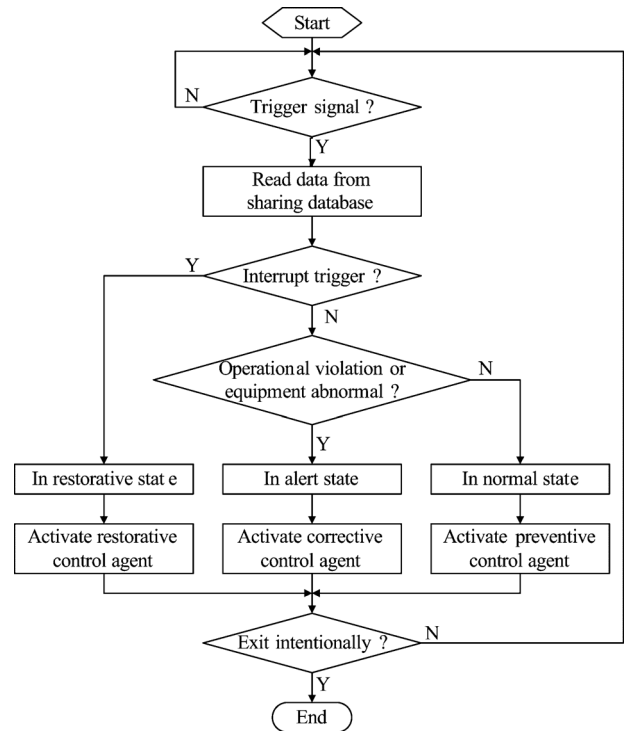 Start
Trigger signal ?
N
Y
Read data from
sharing database
Interrupt trigger ?
Y
N
Operational violation or
equipment abnormal ?
N
Y
In restorative stat e
In alert state
In normal state
Activate restorative
control agent
Activate corrective
control agent
Activate preventive
control agent
Exit intentionally ?
N
Y
End